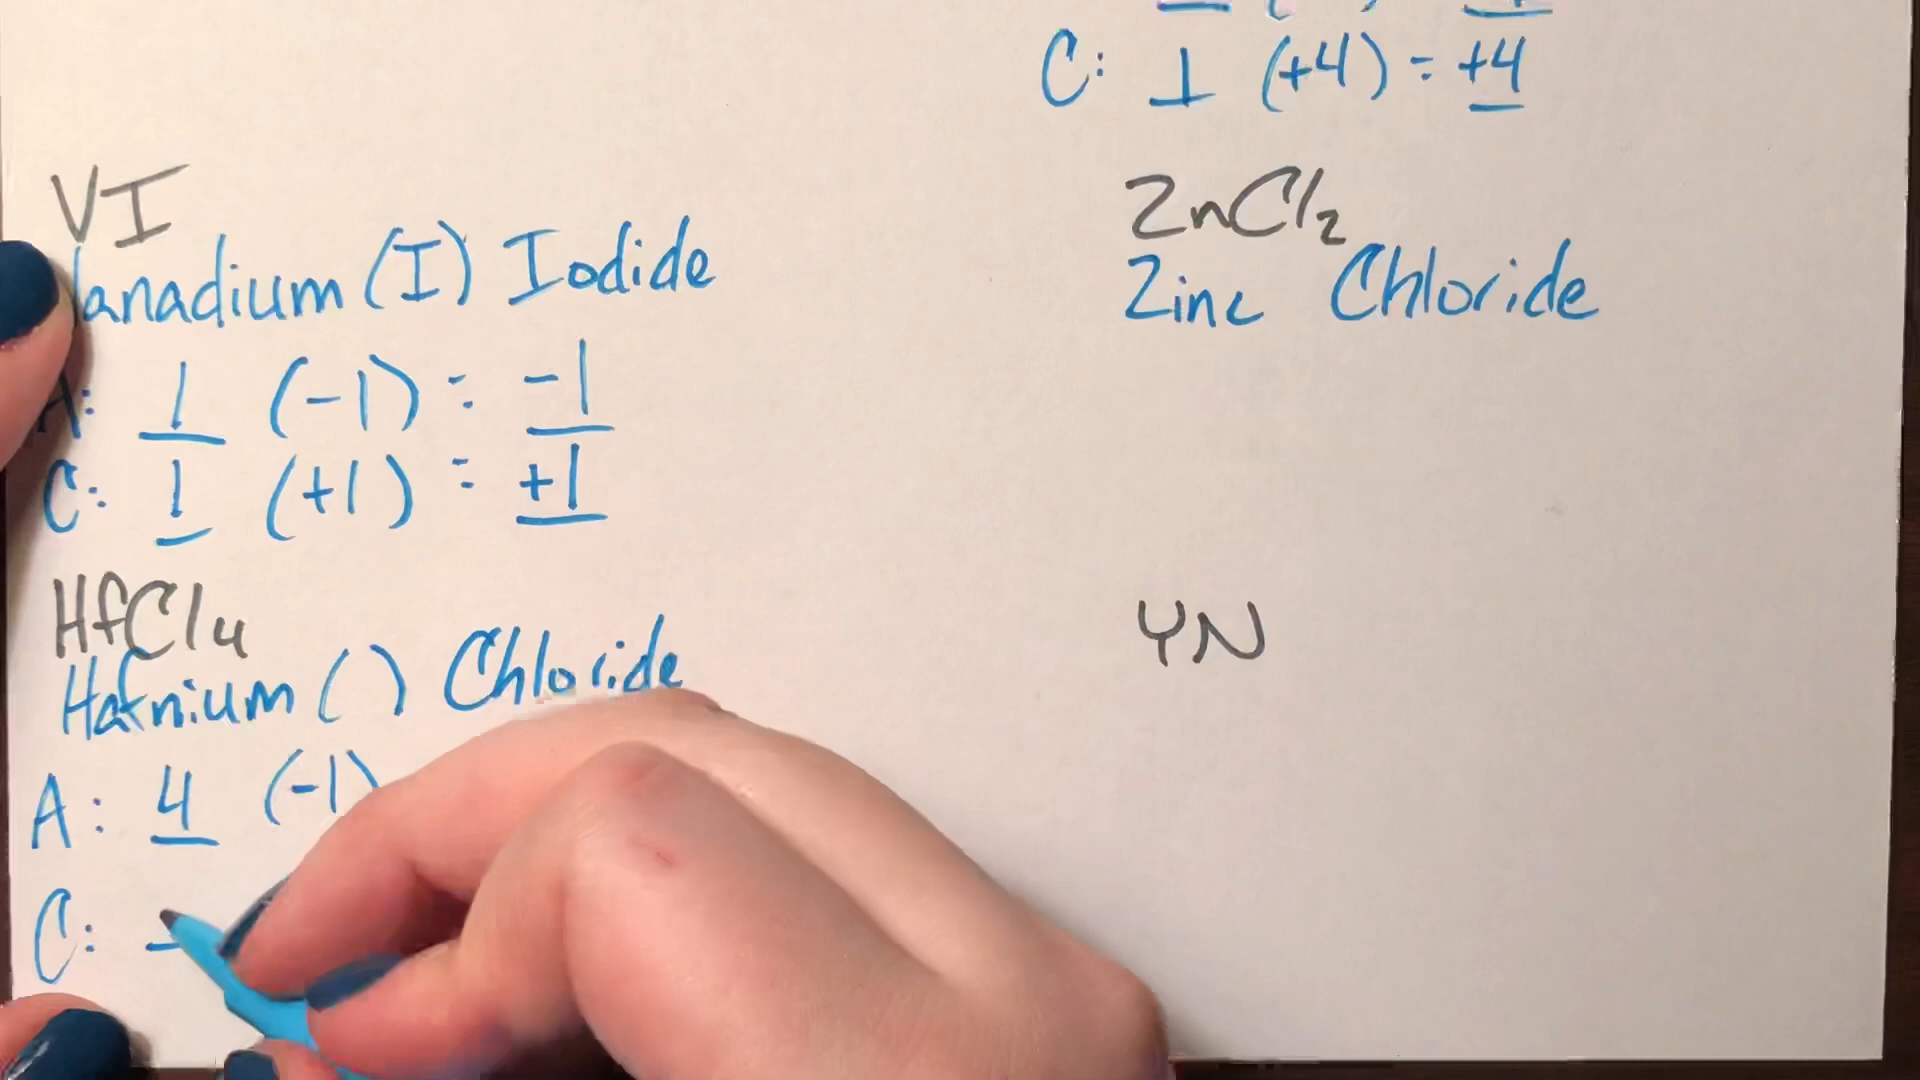 C: 1 (+4) = +4
VI
Vanadium (I) Iodide
A: 1 (-1) = -1
C: 1 (+1) = +1
HfCl4
Hafnium ( ) Chloride
A: 4 (-1)
C:
ZnCl2
Zinc Chloride
YN